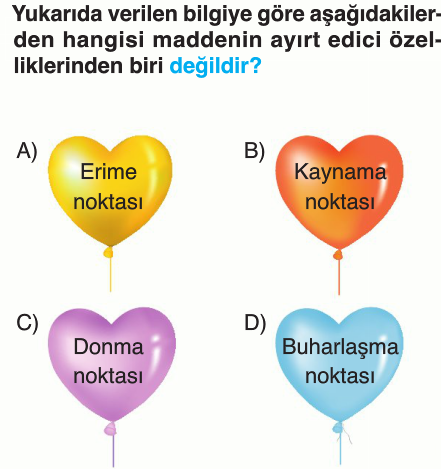 Yukarıda verilen bilgiye göre aşağıdakiler-
den hangisi maddenin ayırt edici özel-
liklerinden biri değildir?
A) Erime
noktası
B) Kaynama
noktası
C) Donma
noktası
D) Buharlaşma
noktası